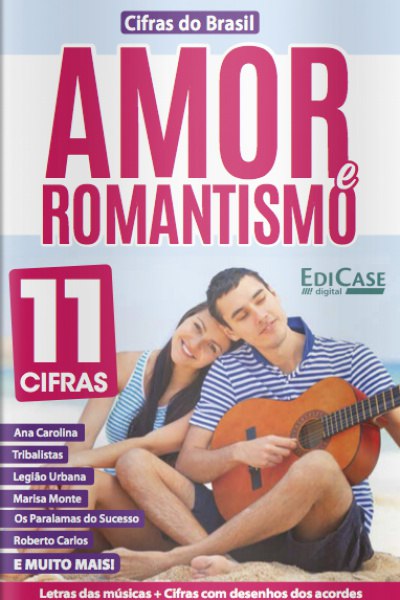 Cifras do Brasil
AMOR
e
ROMANTISMO
EDICASE
digital
11
CIFRAS
Ana Carolina
Tribalistas
Legião Urbana
Marisa Monte
Os Paralamas do Sucesso
Roberto Carlos
E MUITO MAIS!
Letras das músicas + Cifras com desenhos dos acordes